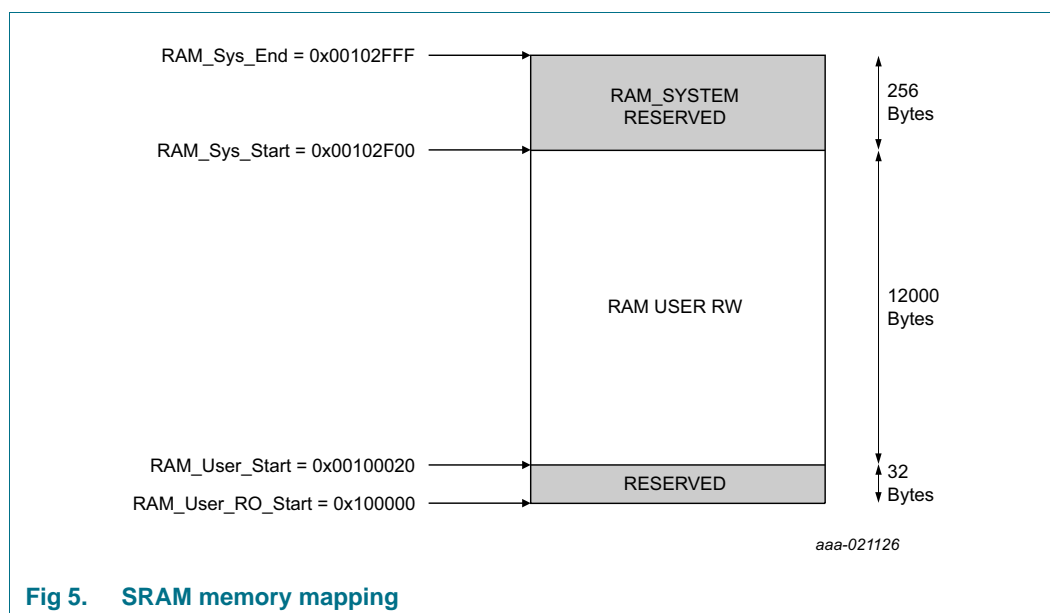 RAM_Sys_End = 0x00102FFF
RAM_SYSTEM
RESERVED
256
Bytes
RAM_Sys_Start = 0x00102F00
RAM USER RW
12000
Bytes
RAM_User_Start = 0x00100020
RESERVED
32
Bytes
RAM_User_RO_Start = 0x100000
aaa-021126
Fig 5. SRAM memory mapping